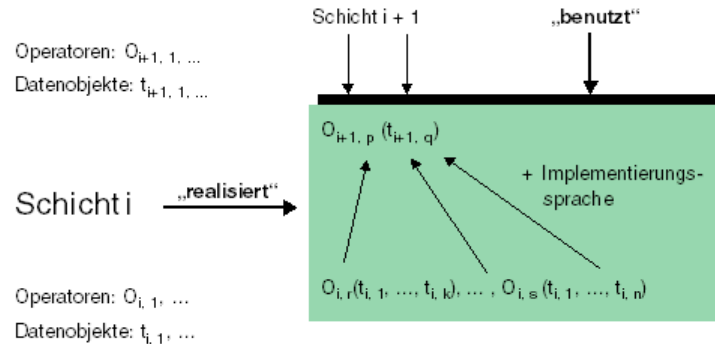 Schicht i + 1
„benutzt“
Operatoren: O_{i+1, 1, ...}
Datenobjekte: t_{i+1, 1, ...}
O_{i+1, p} (t_{i+1, q})
+ Implementierungs-
sprache
Schicht i
„realisiert“
O_{i, r}(t_{i, 1}, ..., t_{i, k}), ... , O_{i, s} (t_{i, 1}, ..., t_{i, n})
Operatoren: O_{i, 1}, ...
Datenobjekte: t_{i, 1}, ...